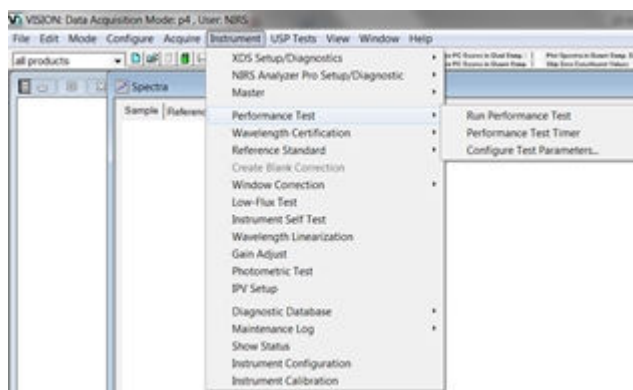 VISION: Data Acquisition Mode: p4 , User: NIRS
File Edit Mode Configure Acquire Instrument USP Tests View Window Help
all products
Spectra
Sample Reference
XDS Setup/Diagnostics
NIRS Analyzer Pro Setup/Diagnostic
Master
Performance Test
Wavelength Certification
Reference Standard
Create Blank Correction
Window Correction
Low-Flux Test
Instrument Self Test
Wavelength Linearization
Gain Adjust
Photometric Test
IPV Setup
Diagnostic Database
Maintenance Log
Show Status
Instrument Configuration
Instrument Calibration
Run Performance Test
Performance Test Timer
Configure Test Parameters...